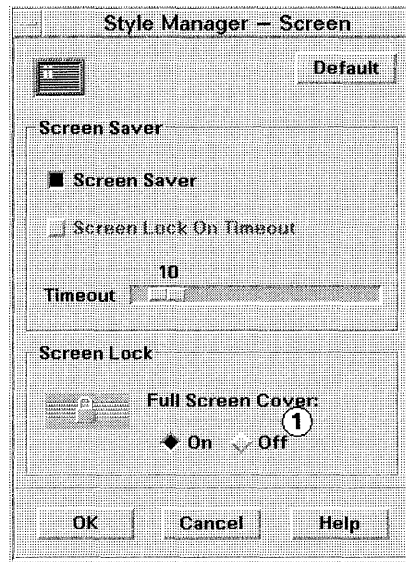 Style Manager – Screen
Default
Screen Saver
Screen Saver
Screen Lock On Timeout
10
Timeout
Screen Lock
Full Screen Cover:
1
On Off
OK Cancel Help